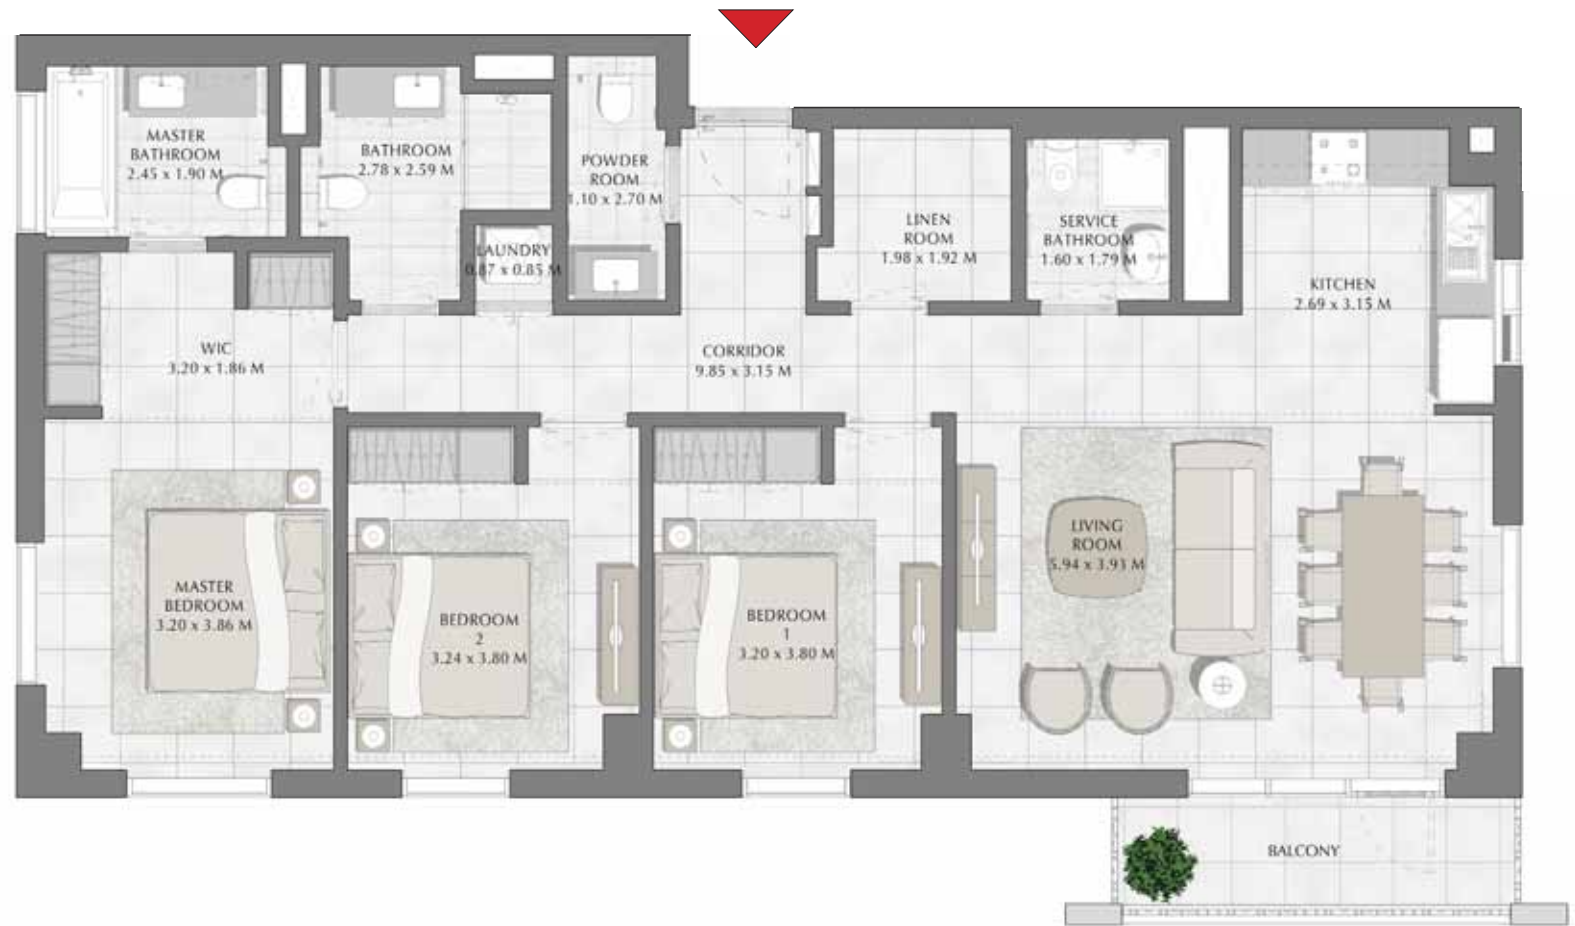 MASTER
BATHROOM
2.45 x 1.90 M
BATHROOM
2.78 x 2.59 M
POWDER
ROOM
1.10 x 2.70 M
LAUNDRY
0.87 x 0.85 M
LINEN
ROOM
1.98 x 1.92 M
SERVICE
BATHROOM
1.60 x 1.79 M
KITCHEN
2.69 x 3.15 M
WIC
3.20 x 1.86 M
CORRIDOR
9.85 x 3.15 M
MASTER
BEDROOM
3.20 x 3.86 M
BEDROOM
2
3.24 x 3.80 M
BEDROOM
1
3.20 x 3.80 M
LIVING
ROOM
5.94 x 3.93 M
BALCONY